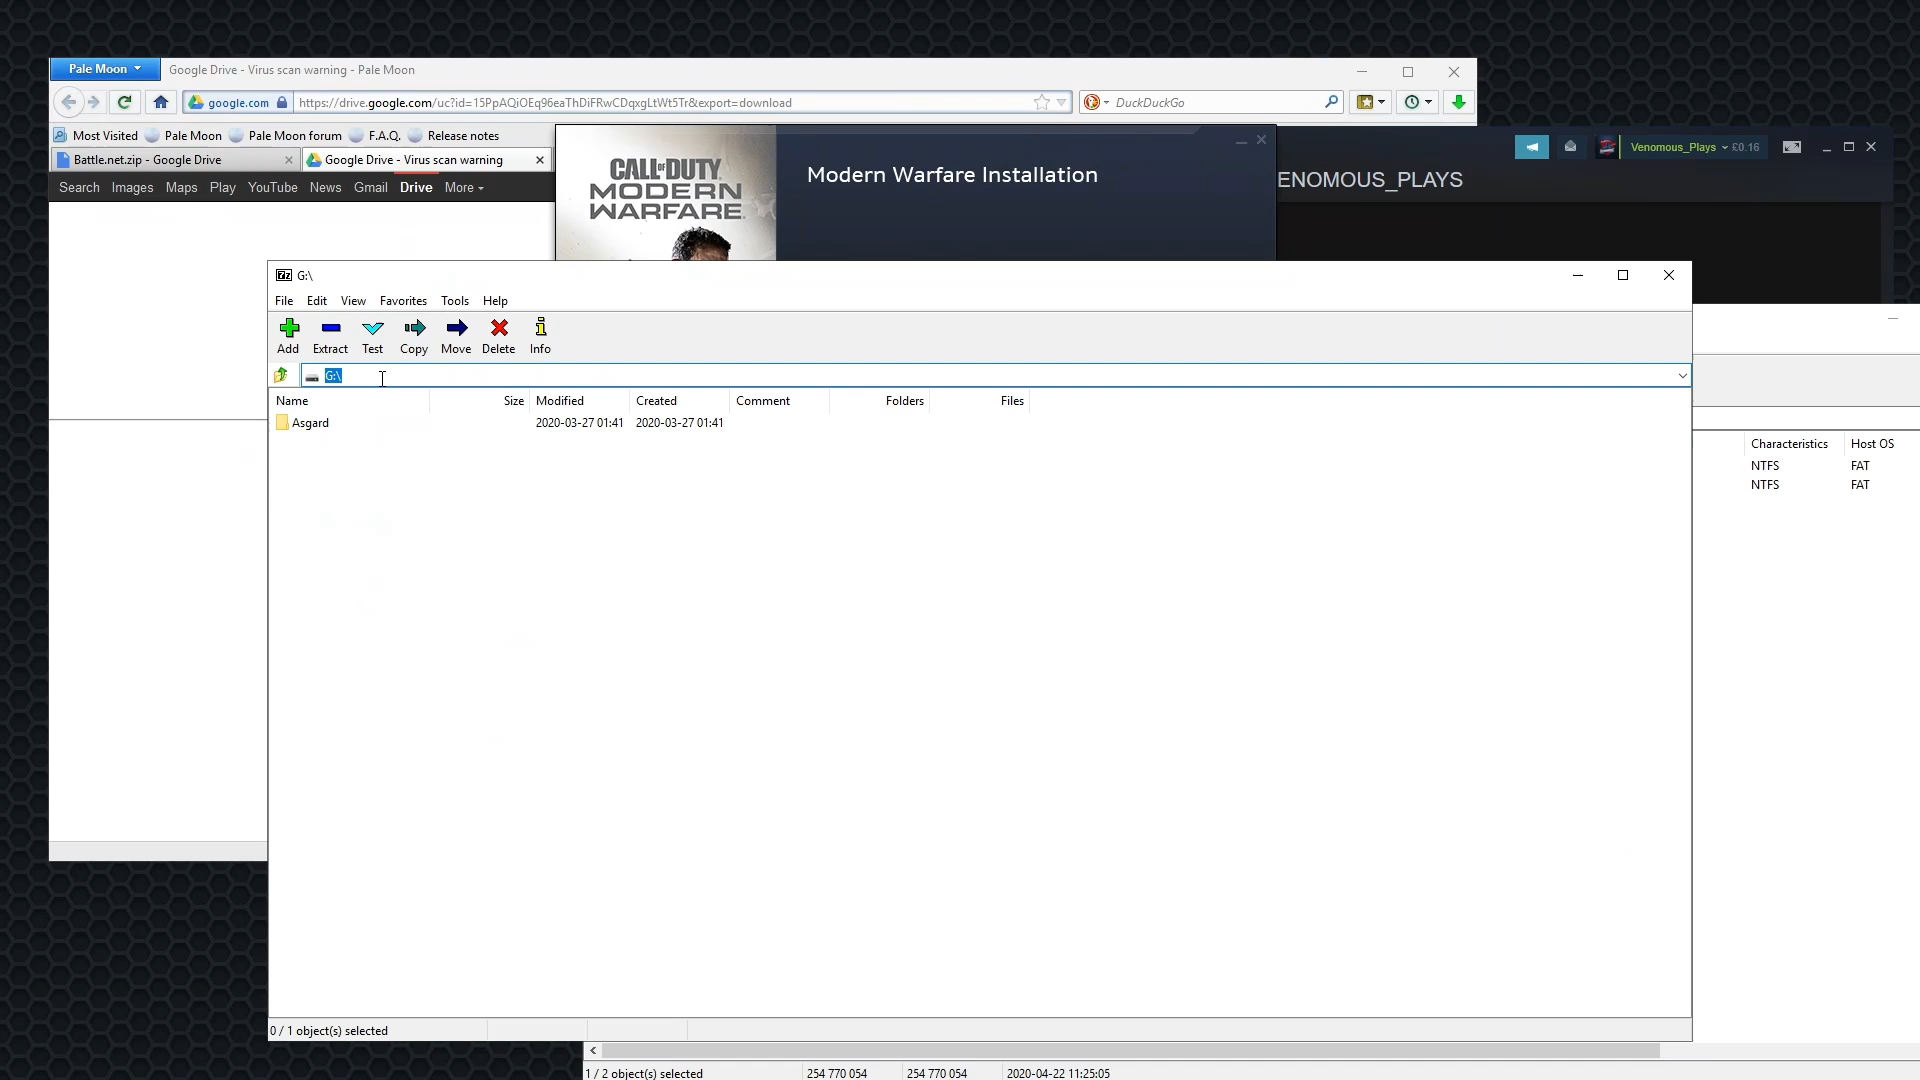 Pale Moon
Google Drive - Virus scan warning - Pale Moon
google.com
https://drive.google.com/uc?id=15PpAQiOEq96eaThDiFRwCDqxgLtWt5Tr&export=download
DuckDuckGo
Most Visited
Pale Moon
Pale Moon forum
F.A.Q.
Release notes
Battle.net.zip - Google Drive
Google Drive - Virus scan warning
Search Images Maps Play YouTube News Gmail Drive More
CALL OF DUTY
MODERN
WARFARE
Modern Warfare Installation
Venomous_Plays
£0.16
ENOMOUS_PLAYS
7z G:\
File Edit View Favorites Tools Help
Add Extract Test Copy Move Delete Info
G:\
Name Size Modified Created Comment Folders Files
Asgard 2020-03-27 01:41 2020-03-27 01:41
0 / 1 object(s) selected
Characteristics Host OS
NTFS FAT
NTFS FAT
1 / 2 object(s) selected 254 770 054 254 770 054 2020-04-22 11:25:05